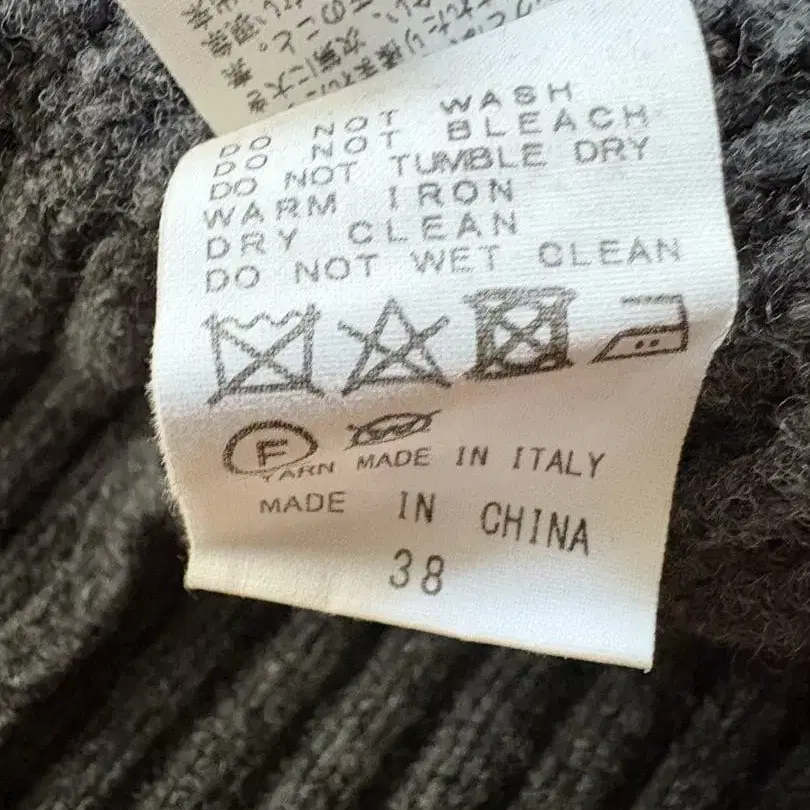 DO NOT WASH
DO NOT BLEACH
DO NOT TUMBLE DRY
WARM IRON
DRY CLEAN
DO NOT WET CLEAN
F
YARN MADE IN ITALY
MADE IN CHINA
38